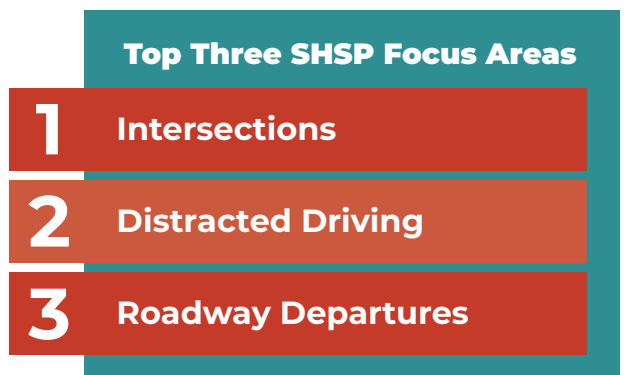 Top Three SHSP Focus Areas
1 Intersections
2 Distracted Driving
3 Roadway Departures